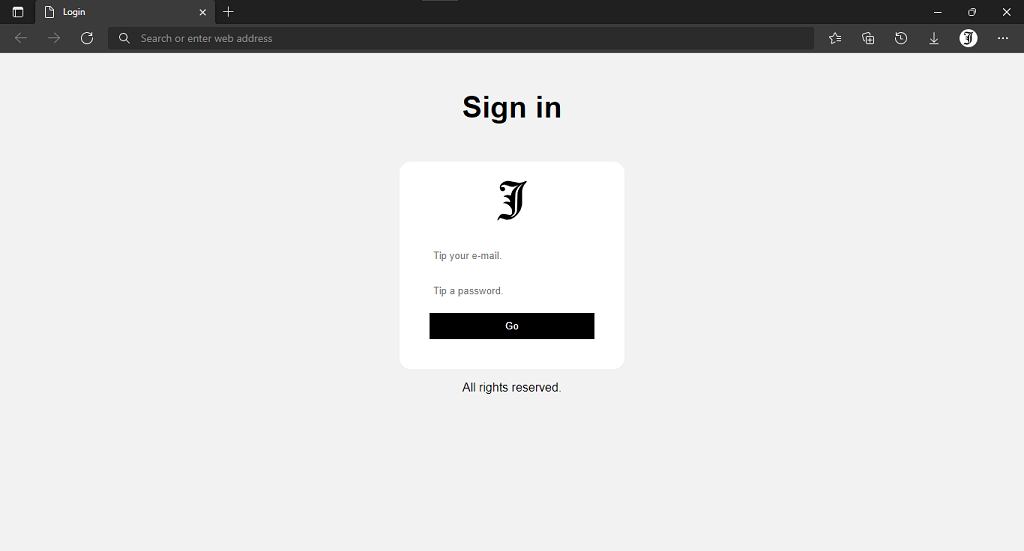 Login
Search or enter web address
J
Sign in
J
Tip your e-mail.
Tip a password.
Go
All rights reserved.